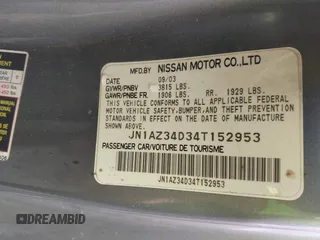 MFD.BY NISSAN MOTOR CO.,LTD.
DATE 09/03
GVWR/PNBV 3815 LBS.
GAWR/PNBE FR. 1906 LBS. RR. 1929 LBS.
THIS VEHICLE CONFORMS TO ALL APPLICABLE FEDERAL
MOTOR VEHICLE SAFETY,BUMPER,AND THEFT PREVENTION
STANDARDS IN EFFECT ON THE DATE OF MANUFACTURE
SHOWN ABOVE.
JN1AZ34D34T152953
PASSENGER CAR/VOITURE DE TOURISME
JN1AZ34D34T152953
DREAMBID